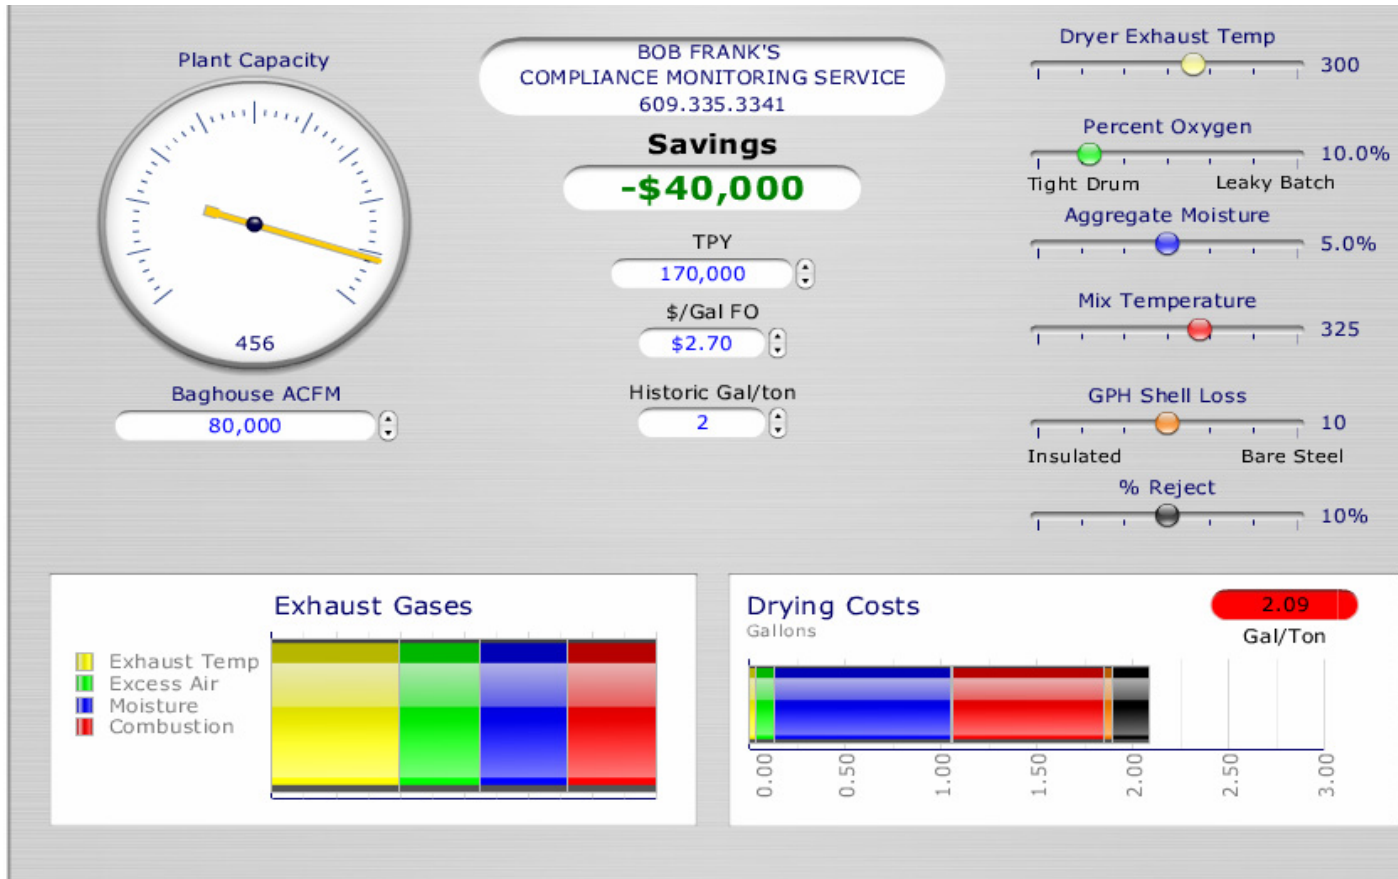 Plant Capacity
456
Baghouse ACFM
80,000
BOB FRANK'S
COMPLIANCE MONITORING SERVICE
609.335.3341
Savings
-$40,000
TPY
170,000
$/Gal FO
$2.70
Historic Gal/ton
2
Dryer Exhaust Temp
300
Percent Oxygen
10.0%
Tight Drum Leaky Batch
Aggregate Moisture
5.0%
Mix Temperature
325
GPH Shell Loss
10
Insulated Bare Steel
% Reject
10%
Exhaust Gases
Exhaust Temp
Excess Air
Moisture
Combustion
Drying Costs
Gallons
2.09
Gal/Ton
0.00 0.50 1.00 1.50 2.00 2.50 3.00